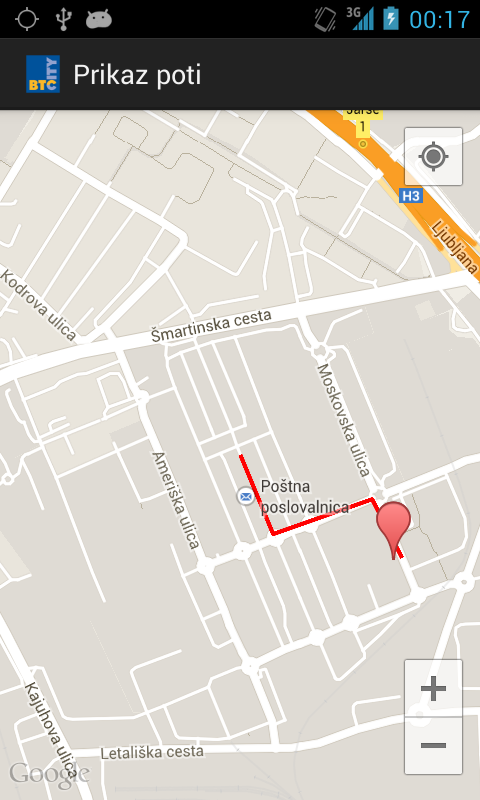 3G
00:17
BTC
CITY
Prikaz poti
Jarše
1
H3
Ljubljana
Kodrova ulica
Šmartinska cesta
Moskovska ulica
Ameriška ulica
Poštna
poslovalnica
Kajuhova ulica
Letališka cesta
Google